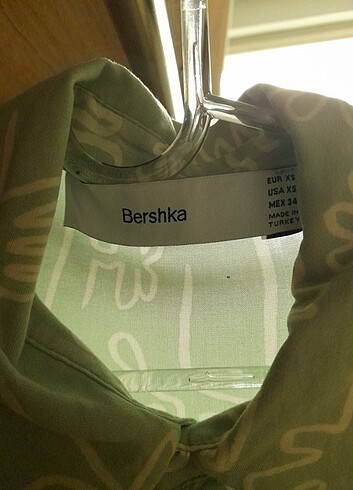 Bershka
EUR XS
USA XS
MEX 34
MADE IN
TURKEY